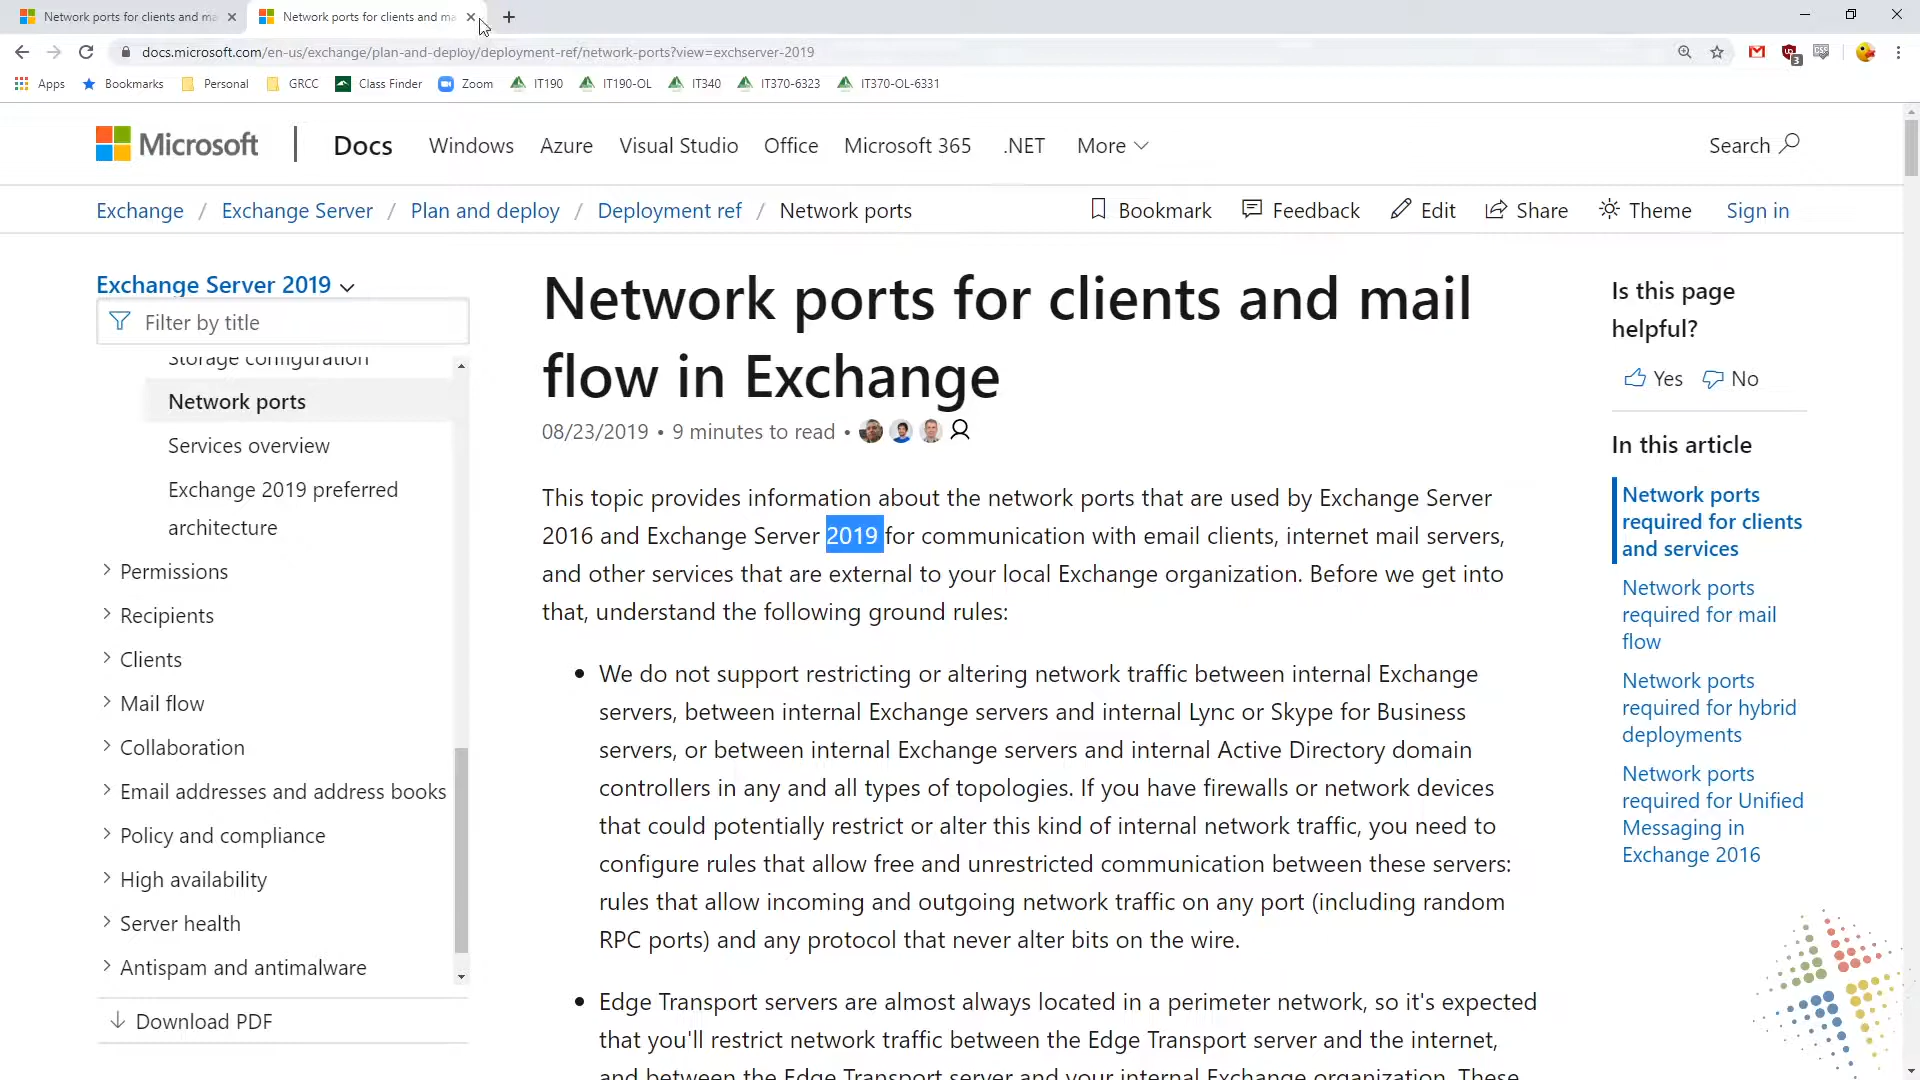 Network ports for clients and ma
Network ports for clients and ma
docs.microsoft.com/en-us/exchange/plan-and-deploy/deployment-ref/network-ports?view=exchserver-2019
3
CSS
Apps Bookmarks Personal GRCC Class Finder Zoom IT190 IT190-OL IT340 IT370-6323 IT370-OL-6331
Microsoft Docs Windows Azure Visual Studio Office Microsoft 365 .NET More Search
Exchange / Exchange Server / Plan and deploy / Deployment ref / Network ports Bookmark Feedback Edit Share Theme Sign in
Exchange Server 2019
Filter by title
Storage configuration
Network ports
Services overview
Exchange 2019 preferred
architecture
Permissions
Recipients
Clients
Mail flow
Collaboration
Email addresses and address books
Policy and compliance
High availability
Server health
Antispam and antimalware
Download PDF
Network ports for clients and mail
flow in Exchange
08/23/2019 • 9 minutes to read •
This topic provides information about the network ports that are used by Exchange Server
2016 and Exchange Server 2019 for communication with email clients, internet mail servers,
and other services that are external to your local Exchange organization. Before we get into
that, understand the following ground rules:
• We do not support restricting or altering network traffic between internal Exchange
servers, between internal Exchange servers and internal Lync or Skype for Business
servers, or between internal Exchange servers and internal Active Directory domain
controllers in any and all types of topologies. If you have firewalls or network devices
that could potentially restrict or alter this kind of internal network traffic, you need to
configure rules that allow free and unrestricted communication between these servers:
rules that allow incoming and outgoing network traffic on any port (including random
RPC ports) and any protocol that never alter bits on the wire.
• Edge Transport servers are almost always located in a perimeter network, so it's expected
that you'll restrict network traffic between the Edge Transport server and the internet,
and between the Edge Transport server and your internal Exchange organization. These
Is this page
helpful?
Yes No
In this article
Network ports
required for clients
and services
Network ports
required for mail
flow
Network ports
required for hybrid
deployments
Network ports
required for Unified
Messaging in
Exchange 2016